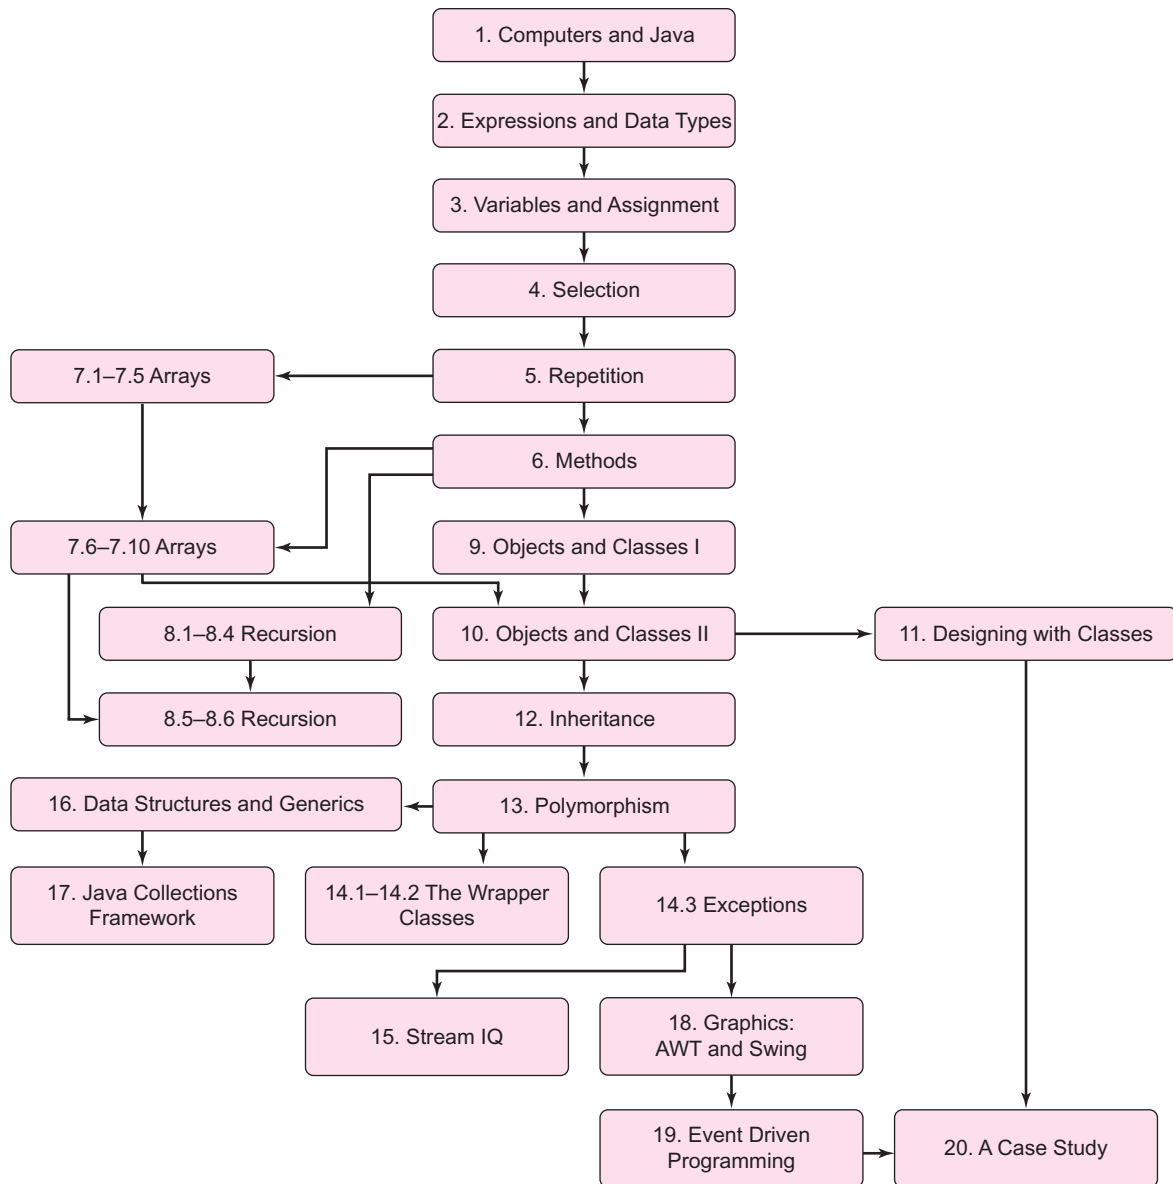 1. Computers and Java
2. Expressions and Data Types
3. Variables and Assignment
4. Selection
7.1–7.5 Arrays
5. Repetition
6. Methods
7.6–7.10 Arrays
9. Objects and Classes I
8.1–8.4 Recursion
10. Objects and Classes II
11. Designing with Classes
8.5–8.6 Recursion
12. Inheritance
16. Data Structures and Generics
13. Polymorphism
17. Java Collections
Framework
14.1–14.2 The Wrapper
Classes
14.3 Exceptions
15. Stream IQ
18. Graphics:
AWT and Swing
19. Event Driven
Programming
20. A Case Study